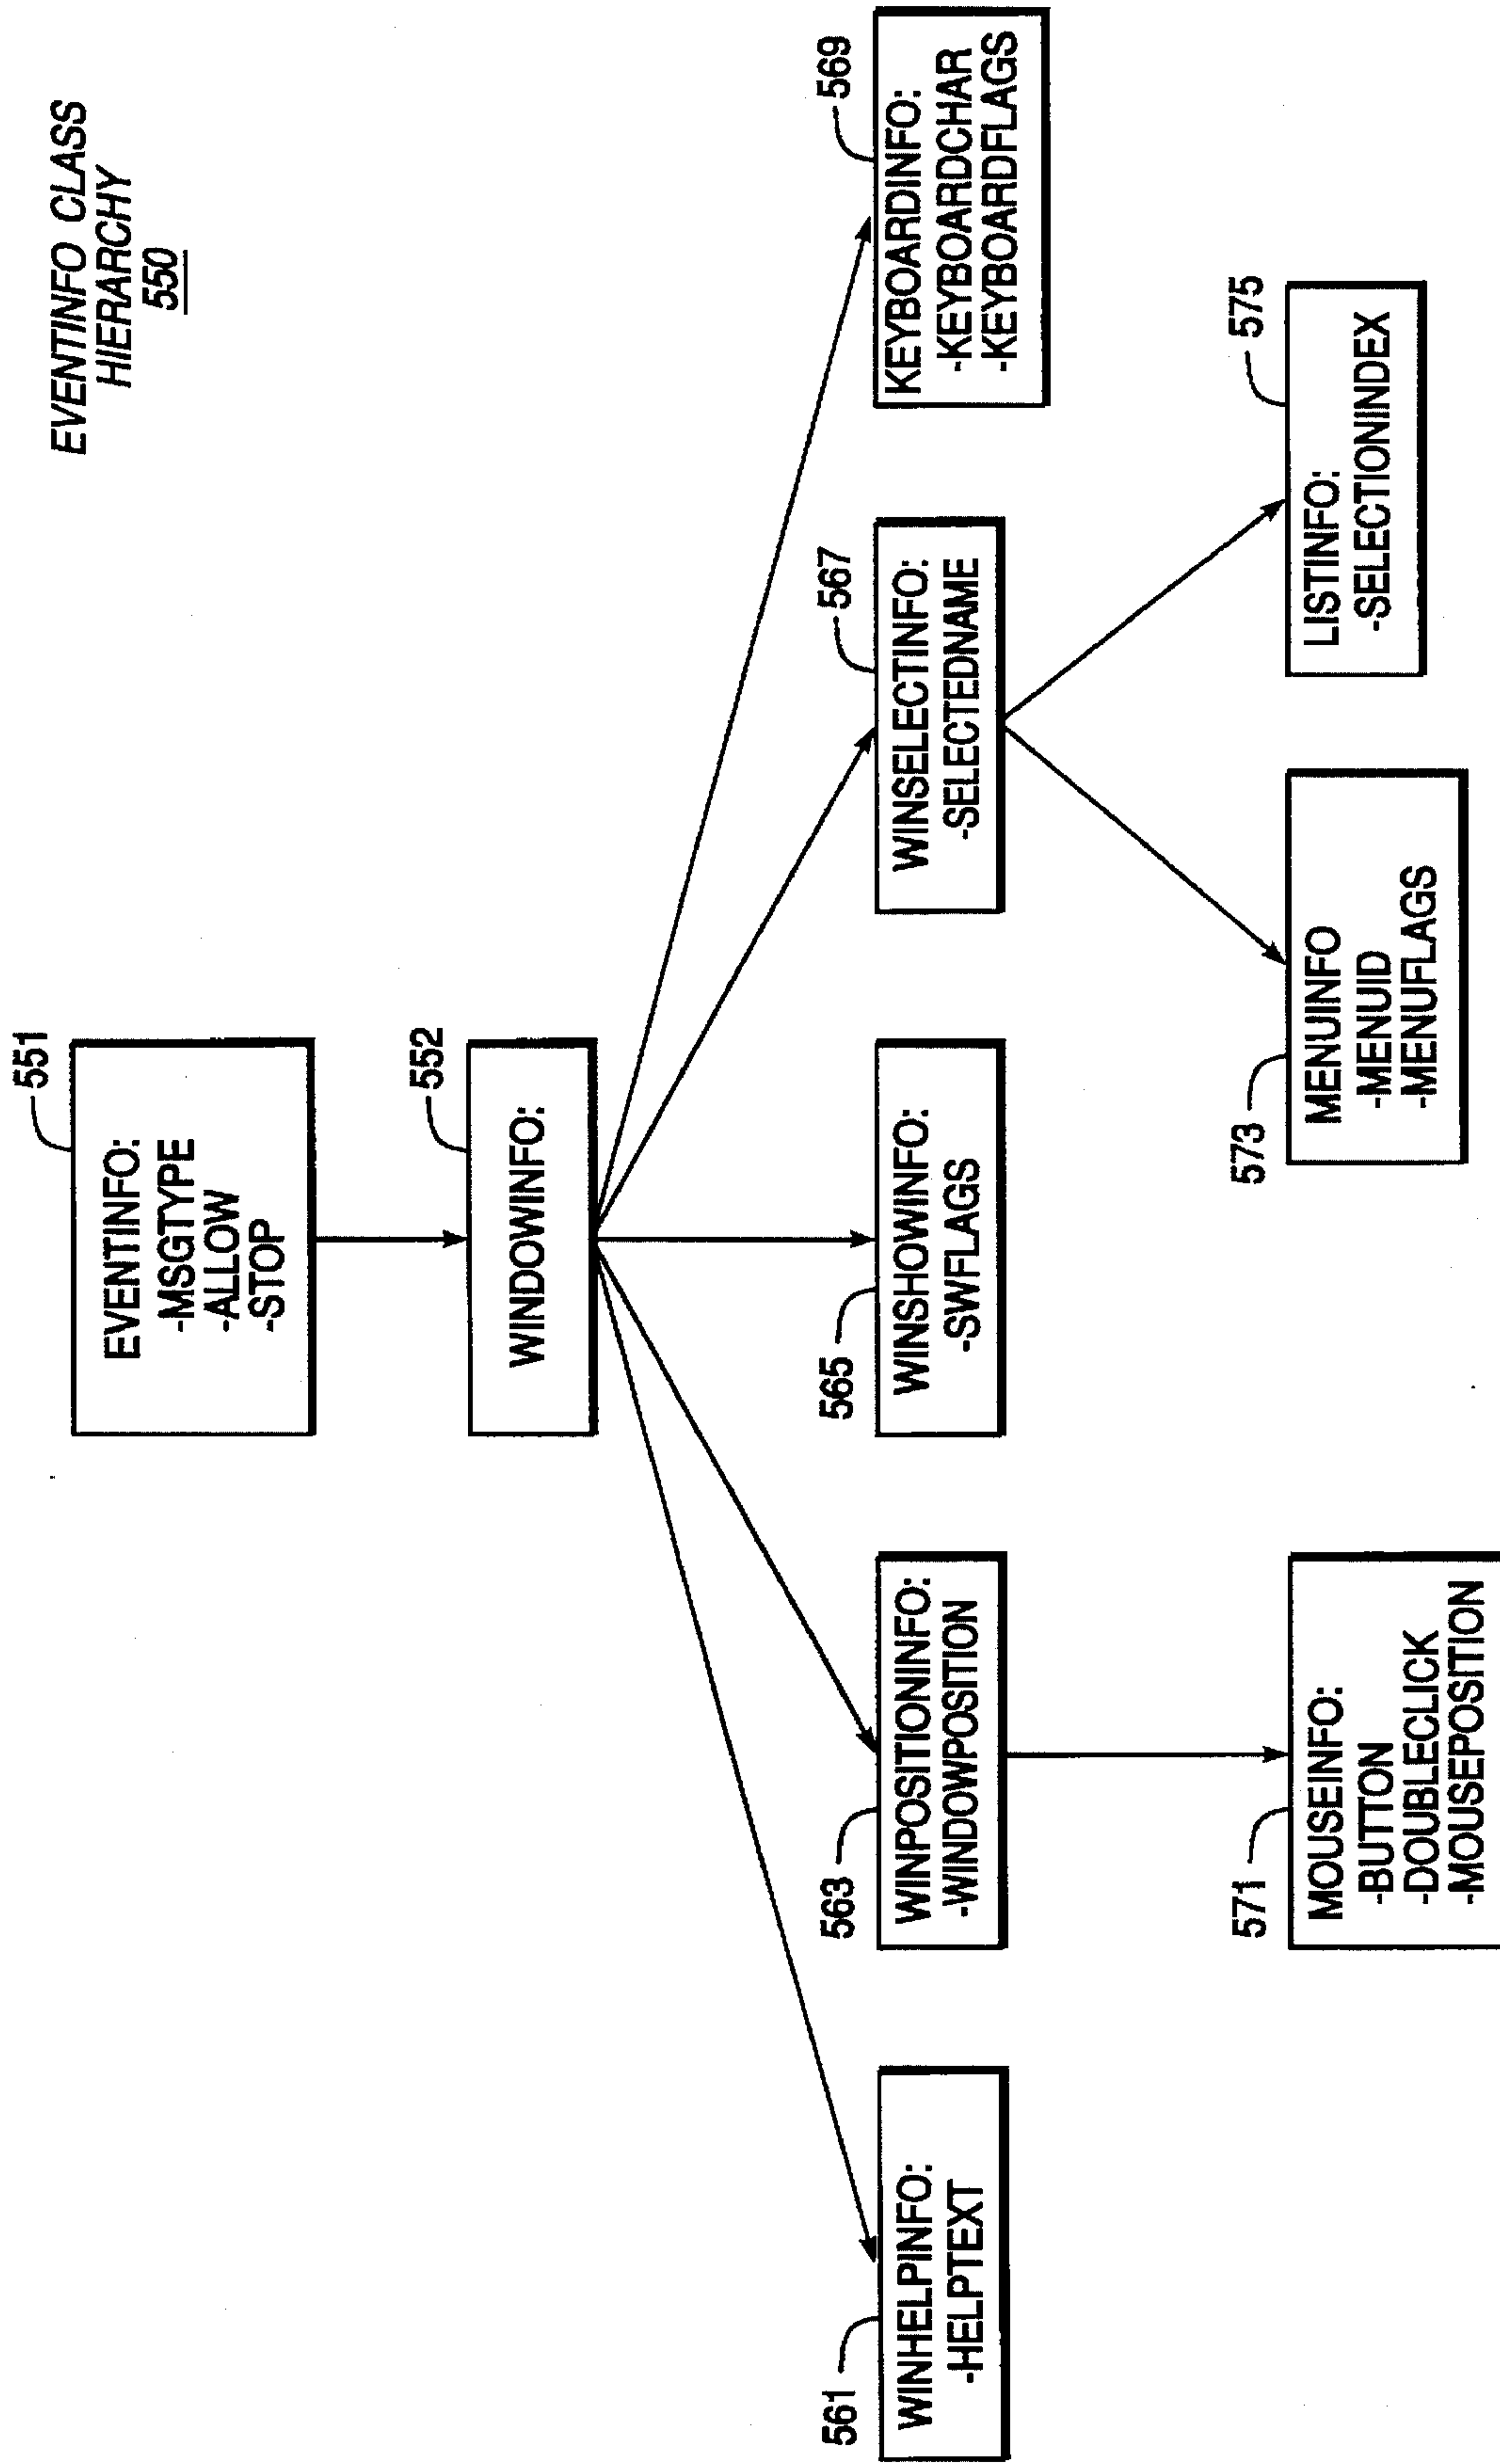 EVENTINFO CLASS
HIERARCHY
550
551
EVENTINFO:
-MSGTYPE
-ALLOW
-STOP
552
WINDOWINFO:
561
WINHELPINFO:
-HELPTEXT
563
WINPOSITIONINFO:
-WINDOWPOSITION
565
WINSHOWINFO:
-SWFLAGS
567
WINSELECTINFO:
-SELECTEDNAME
569
KEYBOARDINFO:
-KEYBOARDCHAR
-KEYBOARDFLAGS
571
MOUSEINFO:
-BUTTON
-DOUBLECLICK
-MOUSEPOSITION
573
MENUINFO
-MENUID
-MENUFLAGS
575
LISTINFO:
-SELECTIONINDEX